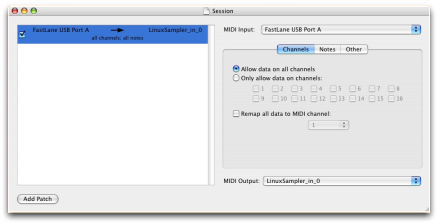 Session
FastLane USB Port A LinuxSampler_in_0
all channels: all notes
MIDI Input: FastLane USB Port A
Channels Notes Other
Allow data on all channels
Only allow data on channels:
1 2 3 4 5 6 7 8
9 10 11 12 13 14 15 16
Remap all data to MIDI channel:
1
MIDI Output: LinuxSampler_in_0
Add Patch